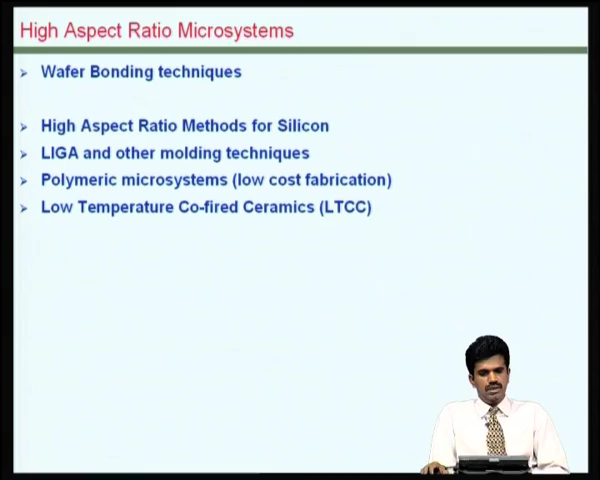 High Aspect Ratio Microsystems
Wafer Bonding techniques
High Aspect Ratio Methods for Silicon
LIGA and other molding techniques
Polymeric microsystems (low cost fabrication)
Low Temperature Co-fired Ceramics (LTCC)